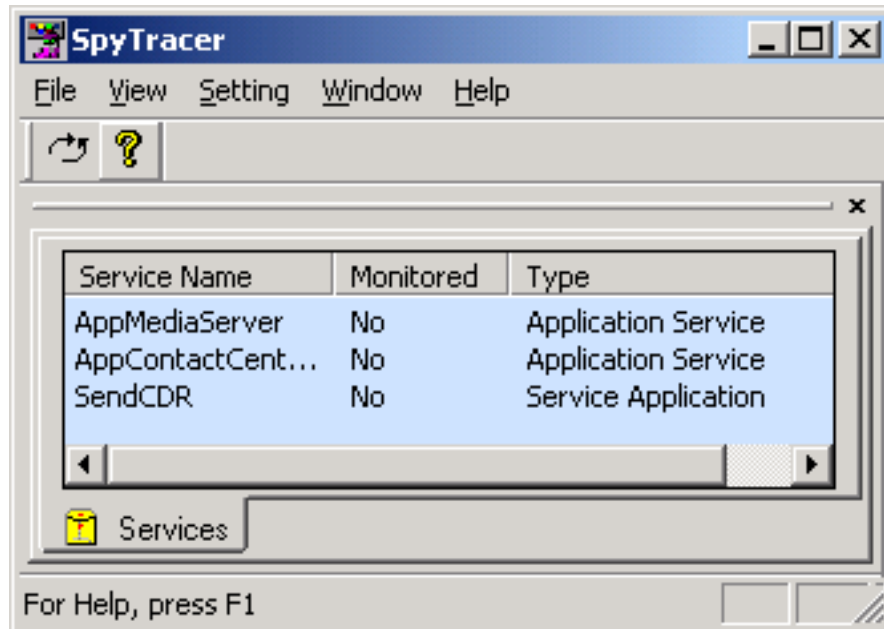 SpyTracer
File View Setting Window Help
Service Name Monitored Type
AppMediaServer No Application Service
AppContactCent... No Application Service
SendCDR No Service Application
Services
For Help, press F1